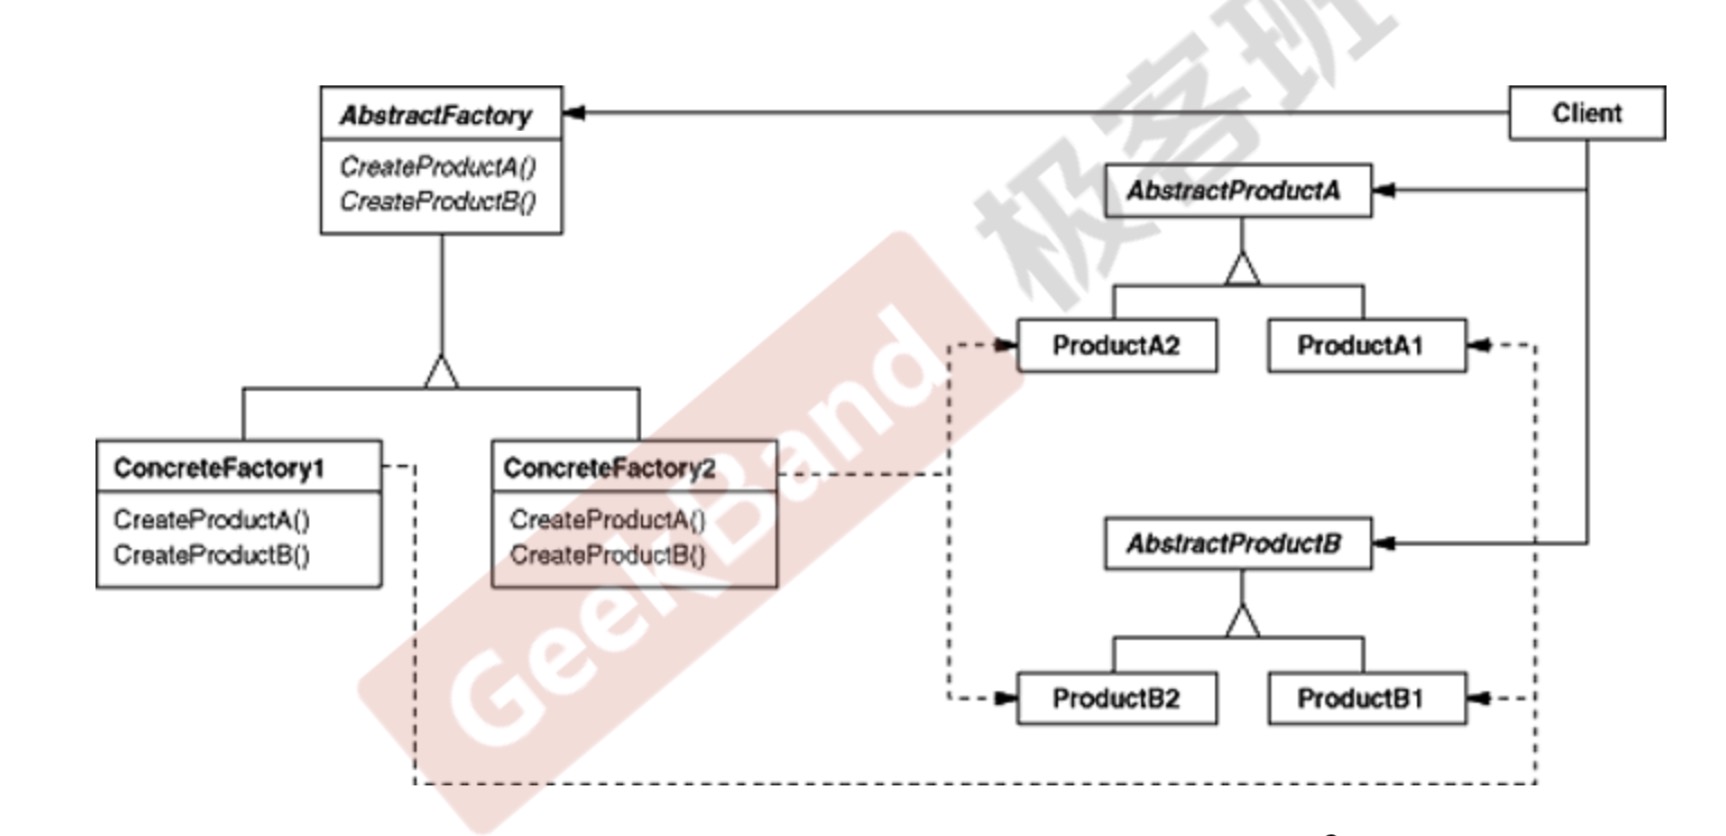 AbstractFactory
CreateProductA()
CreateProductB()
Client
AbstractProductA
ProductA2
ProductA1
ConcreteFactory1
CreateProductA()
CreateProductB()
ConcreteFactory2
CreateProductA()
CreateProductB()
AbstractProductB
ProductB2
ProductB1
GeekBand 极客班